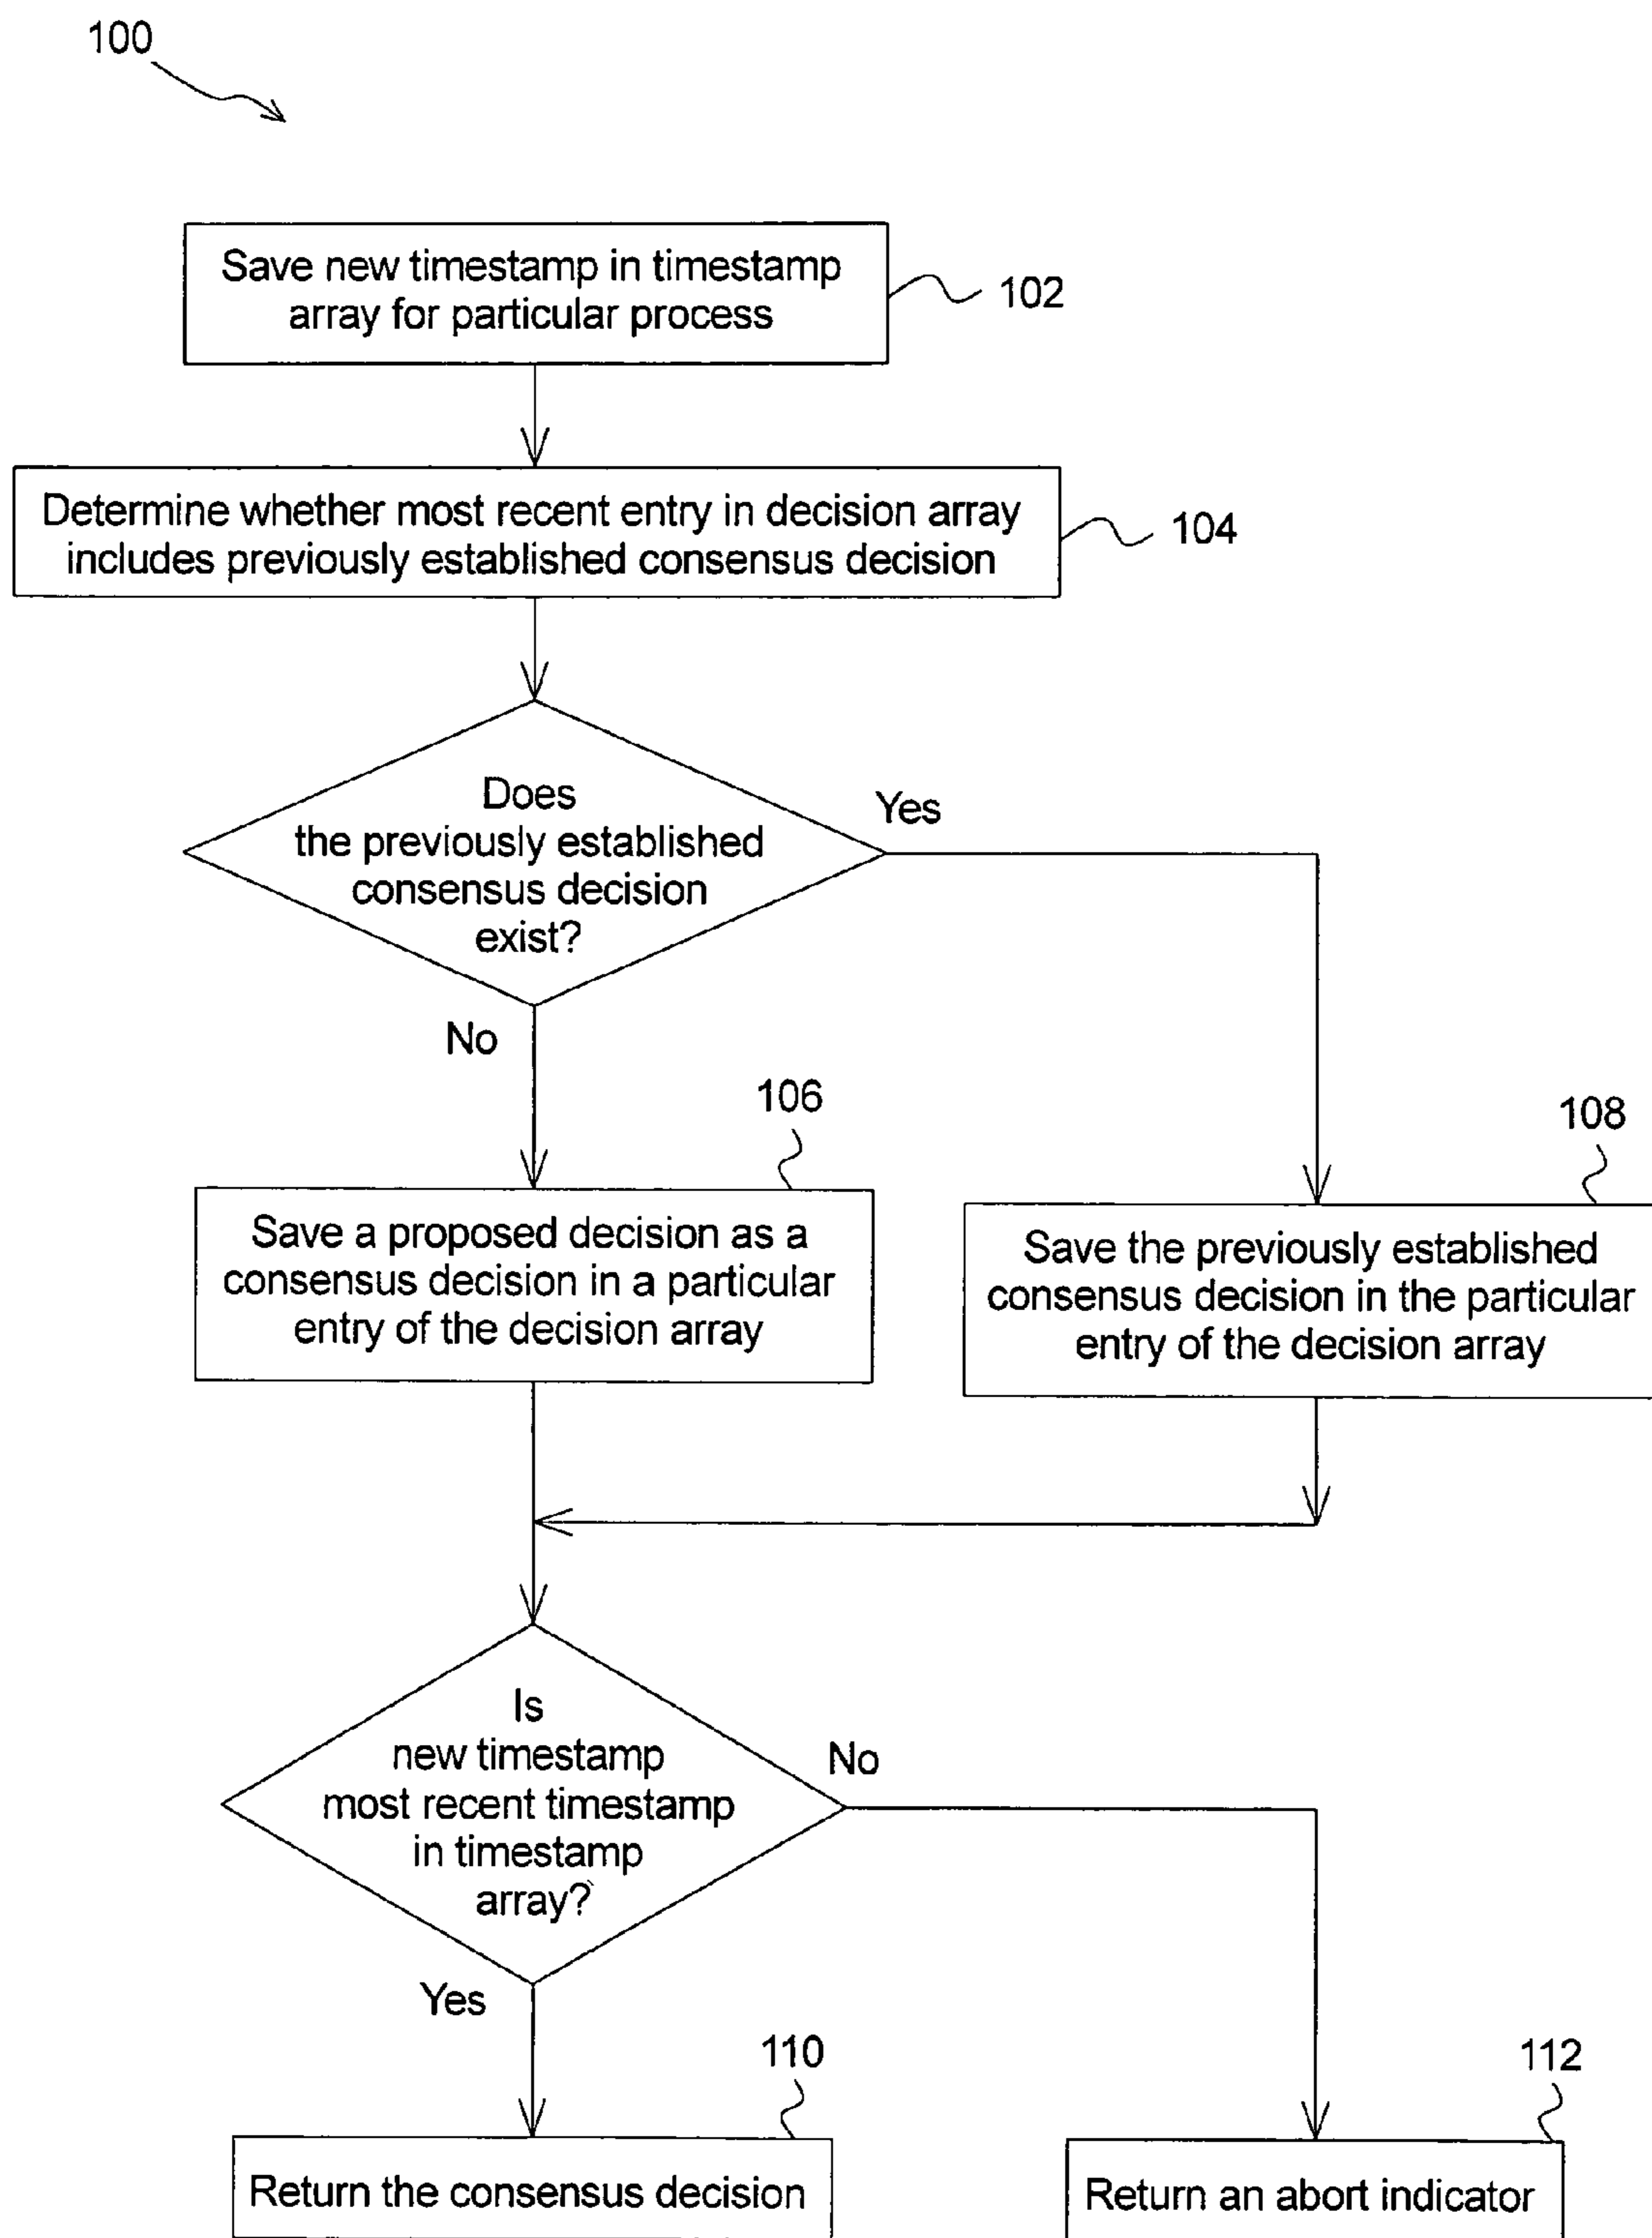 100
Save new timestamp in timestamp
array for particular process
102
Determine whether most recent entry in decision array
includes previously established consensus decision
104
Does
the previously established
consensus decision
exist?
Yes
No
106
Save a proposed decision as a
consensus decision in a particular
entry of the decision array
108
Save the previously established
consensus decision in the particular
entry of the decision array
Is
new timestamp
most recent timestamp
in timestamp
array?
No
Yes
110
Return the consensus decision
112
Return an abort indicator